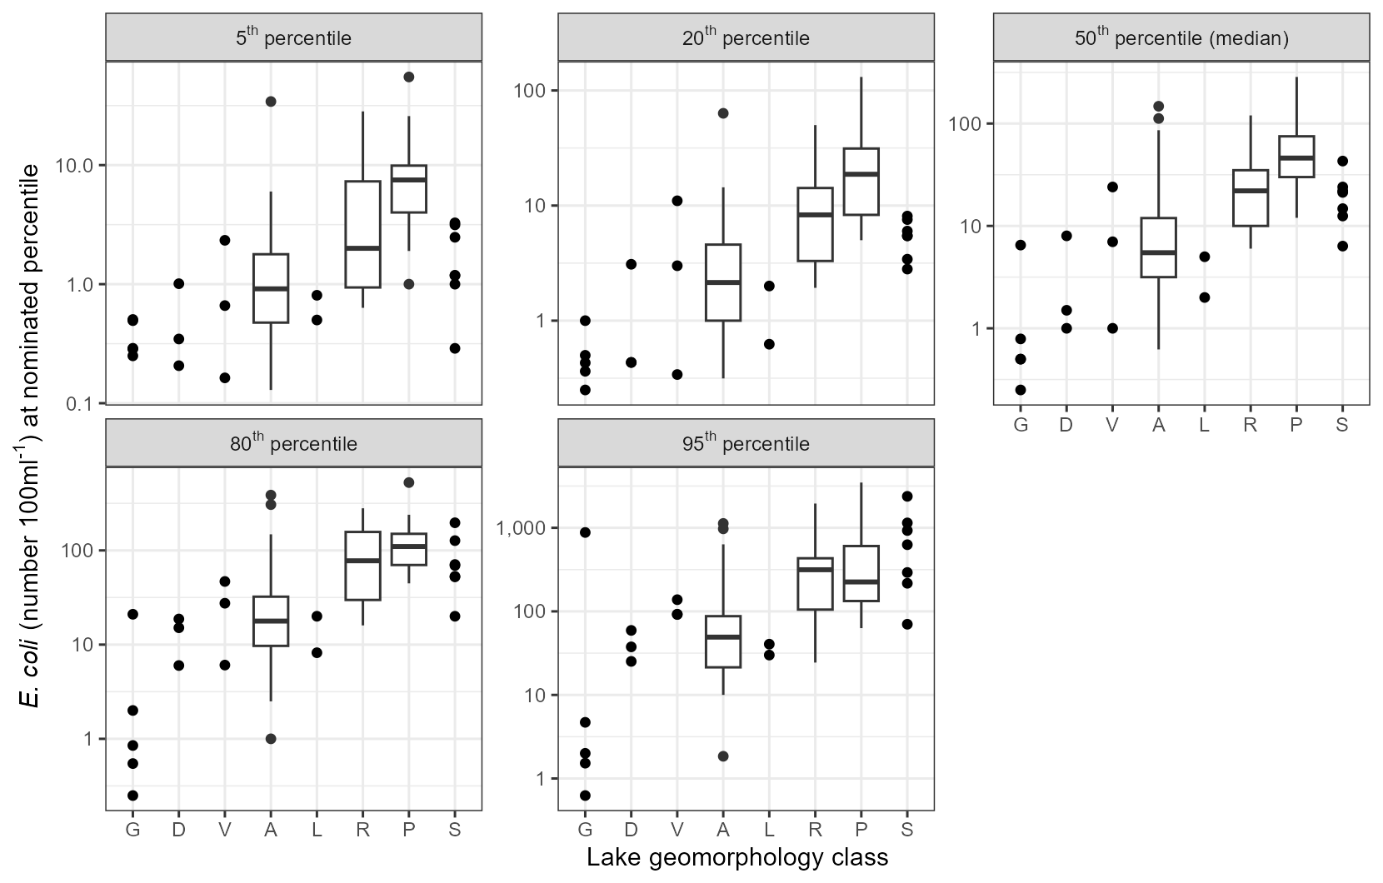 5th percentile
20th percentile
50th percentile (median)
E. coli (number 100ml-1) at nominated percentile
10.0
1.0
0.1
100
10
1
100
10
1
G D V A L R P S
80th percentile
95th percentile
100
10
1
1,000
100
10
1
G D V A L R P S
G D V A L R P S
Lake geomorphology class